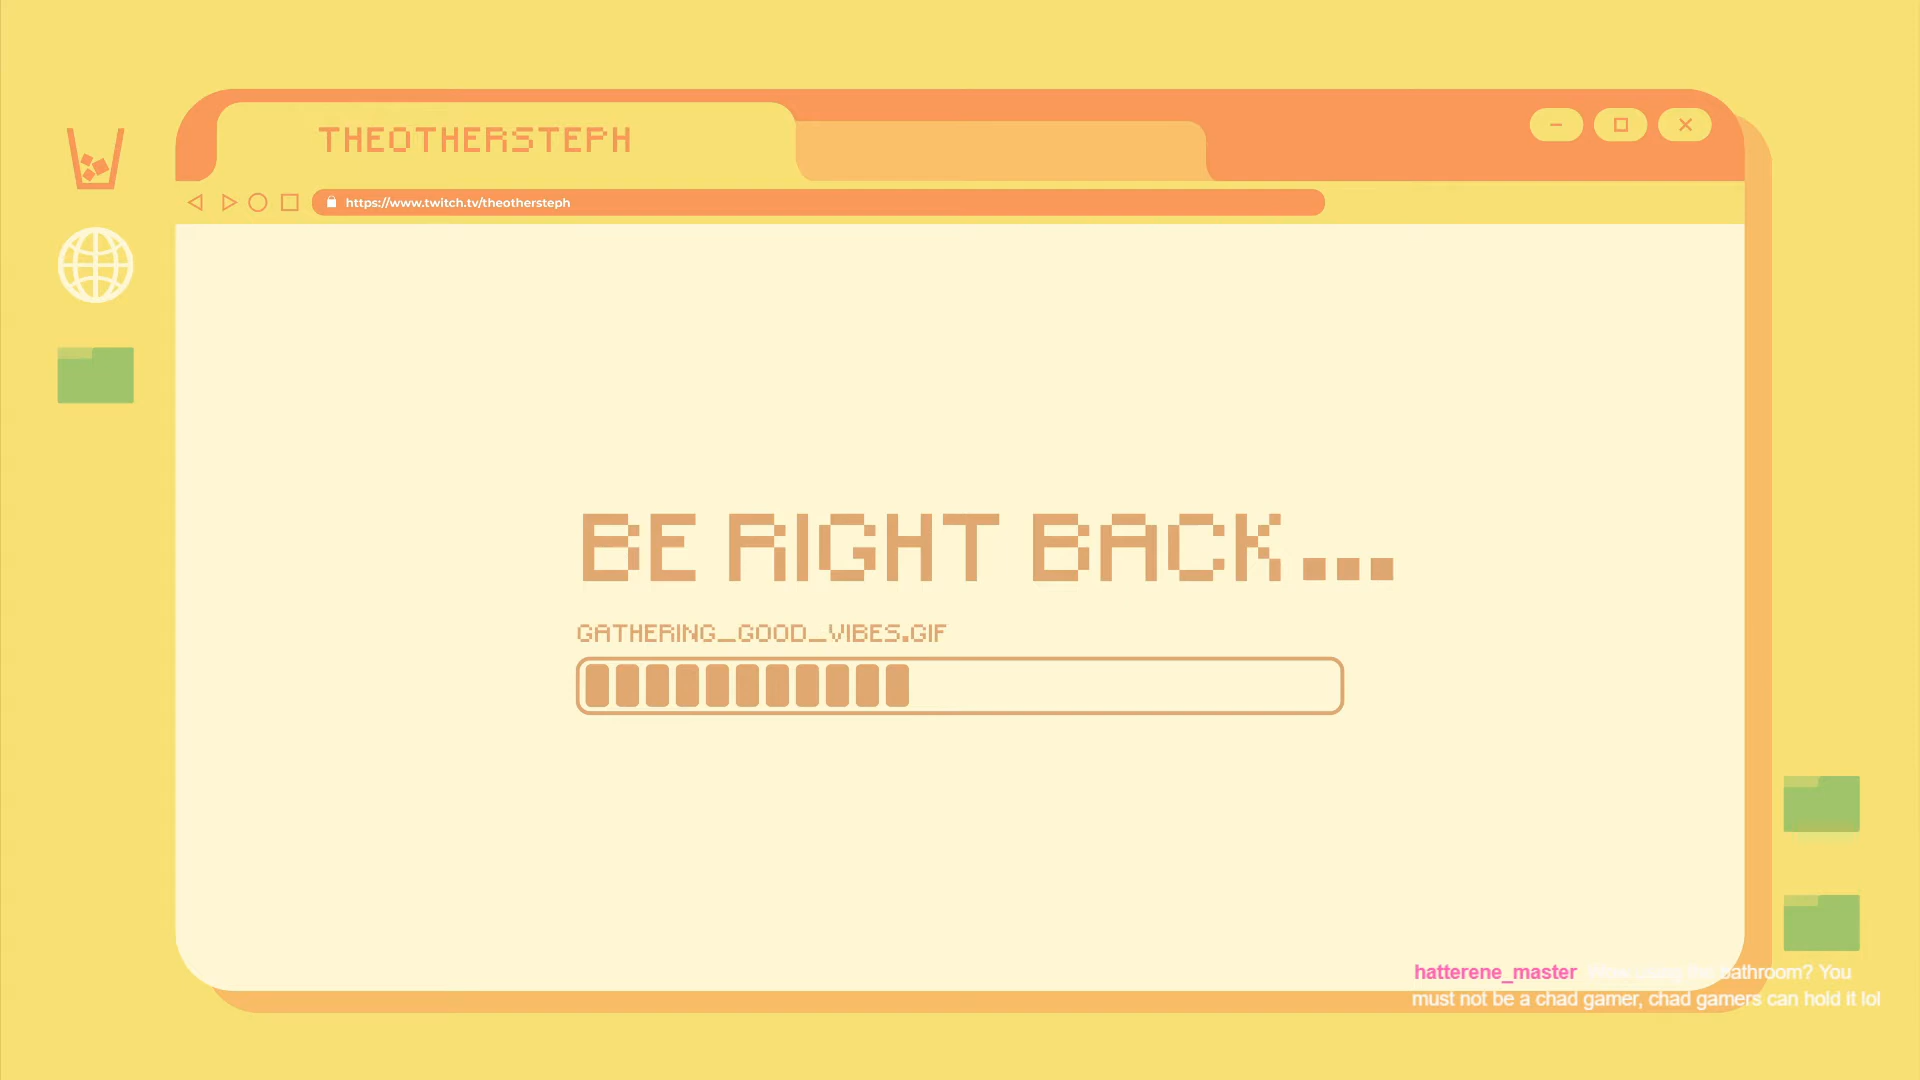 THEOTHERSTEPH
https://www.twitch.tv/theothersteph
BE RIGHT BACK...
GATHERING_GOOD_VIBES.GIF
hatterene_master bathroom? You
must not be a chad gamer, chad gamers can hold it lol